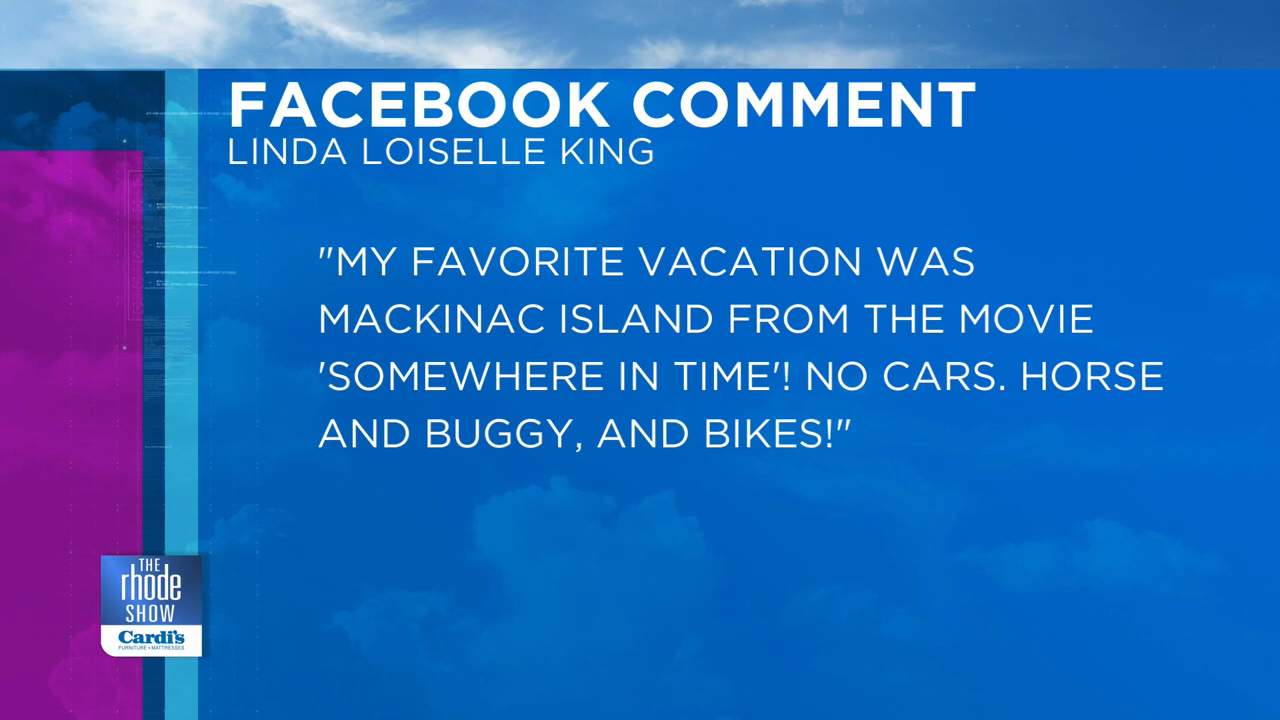 FACEBOOK COMMENT
LINDA LOISELLE KING
"MY FAVORITE VACATION WAS
MACKINAC ISLAND FROM THE MOVIE
'SOMEWHERE IN TIME'! NO CARS. HORSE
AND BUGGY, AND BIKES!"
THE
rhode
SHOW
Cardi's
FURNITURE & MATTRESSES